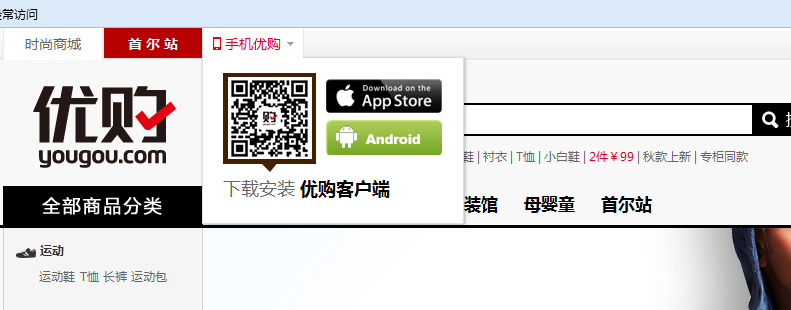 常访问
时尚商城 首尔站 手机优购
优购
yougou.com
购
Download on the
App Store
Android
下载安装 优购客户端
鞋 | 衬衣 | T恤 | 小白鞋 | 2件￥99 | 秋款上新 | 专柜同款
全部商品分类 装馆 母婴童 首尔站
运动
运动鞋 T恤 长裤 运动包